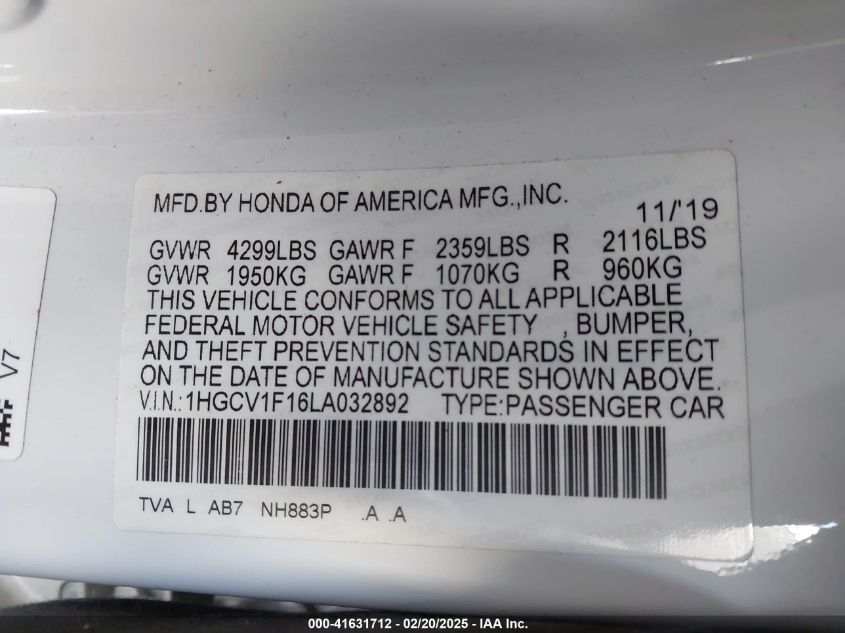 MFD.BY HONDA OF AMERICA MFG.,INC.
11/'19
GVWR 4299LBS GAWR F 2359LBS R 2116LBS
GVWR 1950KG GAWR F 1070KG R 960KG
THIS VEHICLE CONFORMS TO ALL APPLICABLE
FEDERAL MOTOR VEHICLE SAFETY , BUMPER,
AND THEFT PREVENTION STANDARDS IN EFFECT
ON THE DATE OF MANUFACTURE SHOWN ABOVE.
V.I.N.:1HGCV1F16LA032892 TYPE:PASSENGER CAR
TVA L AB7 NH883P .A .A
V7
000-41631712 - 02/20/2025 - IAA Inc.